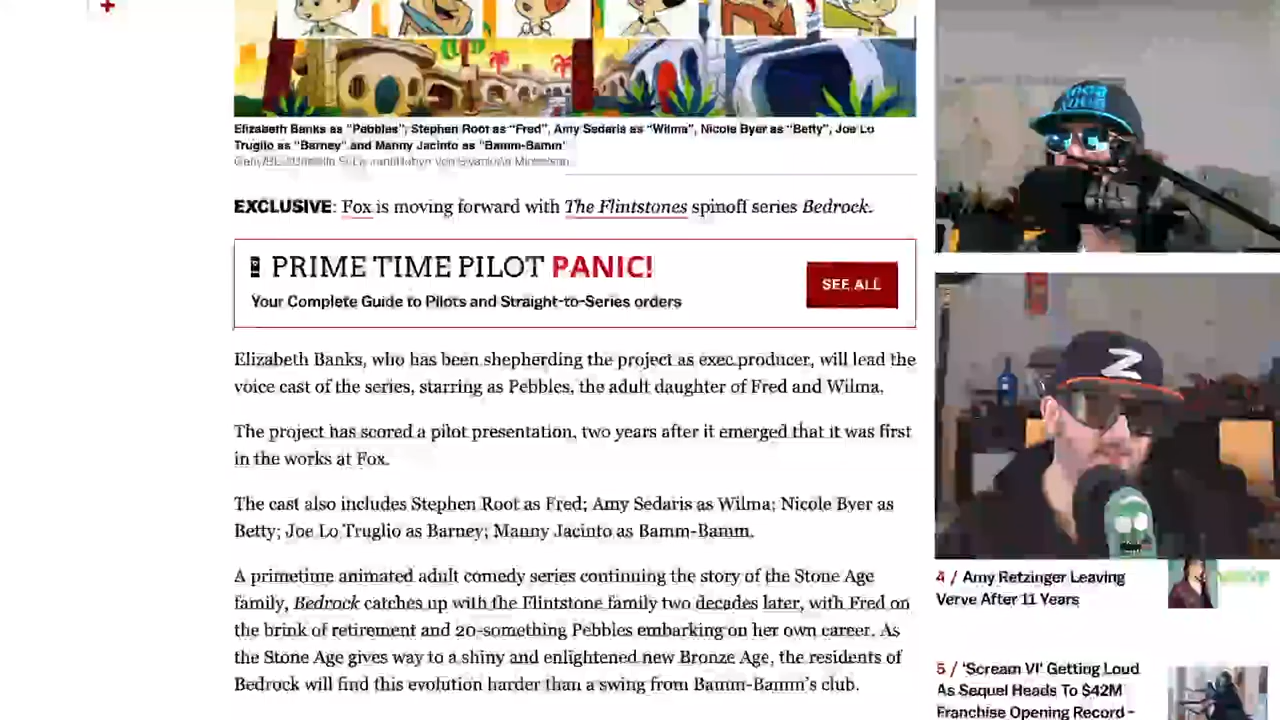 Elizabeth Banks as "Pebbles", Stephen Root as "Fred", Amy Sedaris as "Wilma", Nicole Byer as "Betty", Joe Lo
Truglio as "Barney" and Manny Jacinto as "Bamm-Bamm"
EXCLUSIVE: Fox is moving forward with The Flintstones spinoff series Bedrock.
PRIME TIME PILOT PANIC!
Your Complete Guide to Pilots and Straight-to-Series orders
SEE ALL
Elizabeth Banks, who has been shepherding the project as exec producer, will lead the
voice cast of the series, starring as Pebbles, the adult daughter of Fred and Wilma.
The project has scored a pilot presentation, two years after it emerged that it was first
in the works at Fox.
The cast also includes Stephen Root as Fred; Amy Sedaris as Wilma; Nicole Byer as
Betty; Joe Lo Truglio as Barney; Manny Jacinto as Bamm-Bamm.
A primetime animated adult comedy series continuing the story of the Stone Age
family, Bedrock catches up with the Flintstone family two decades later, with Fred on
the brink of retirement and 20-something Pebbles embarking on her own career. As
the Stone Age gives way to a shiny and enlightened new Bronze Age, the residents of
Bedrock will find this evolution harder than a swing from Bamm-Bamm's club.
Z
4 / Amy Retzinger Leaving
Verve After 11 Years
5 / 'Scream VI' Getting Loud
As Sequel Heads To $42M
Franchise Opening Record –